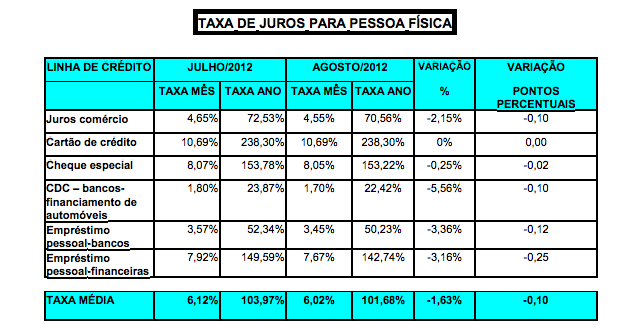 TAXA DE JUROS PARA PESSOA FÍSICA
LINHA DE CRÉDITO JULHO/2012 AGOSTO/2012 VARIAÇÃO VARIAÇÃO
TAXA MÊS TAXA ANO TAXA MÊS TAXA ANO % PONTOS
PERCENTUAIS
Juros comércio 4,65% 72,53% 4,55% 70,56% -2,15% -0,10
Cartão de crédito 10,69% 238,30% 10,69% 238,30% 0% 0,00
Cheque especial 8,07% 153,78% 8,05% 153,22% -0,25% -0,02
CDC – bancos- 1,80% 23,87% 1,70% 22,42% -5,56% -0,10
financiamento de
automóveis
Empréstimo 3,57% 52,34% 3,45% 50,23% -3,36% -0,12
pessoal-bancos
Empréstimo 7,92% 149,59% 7,67% 142,74% -3,16% -0,25
pessoal-financeiras
TAXA MÉDIA 6,12% 103,97% 6,02% 101,68% -1,63% -0,10